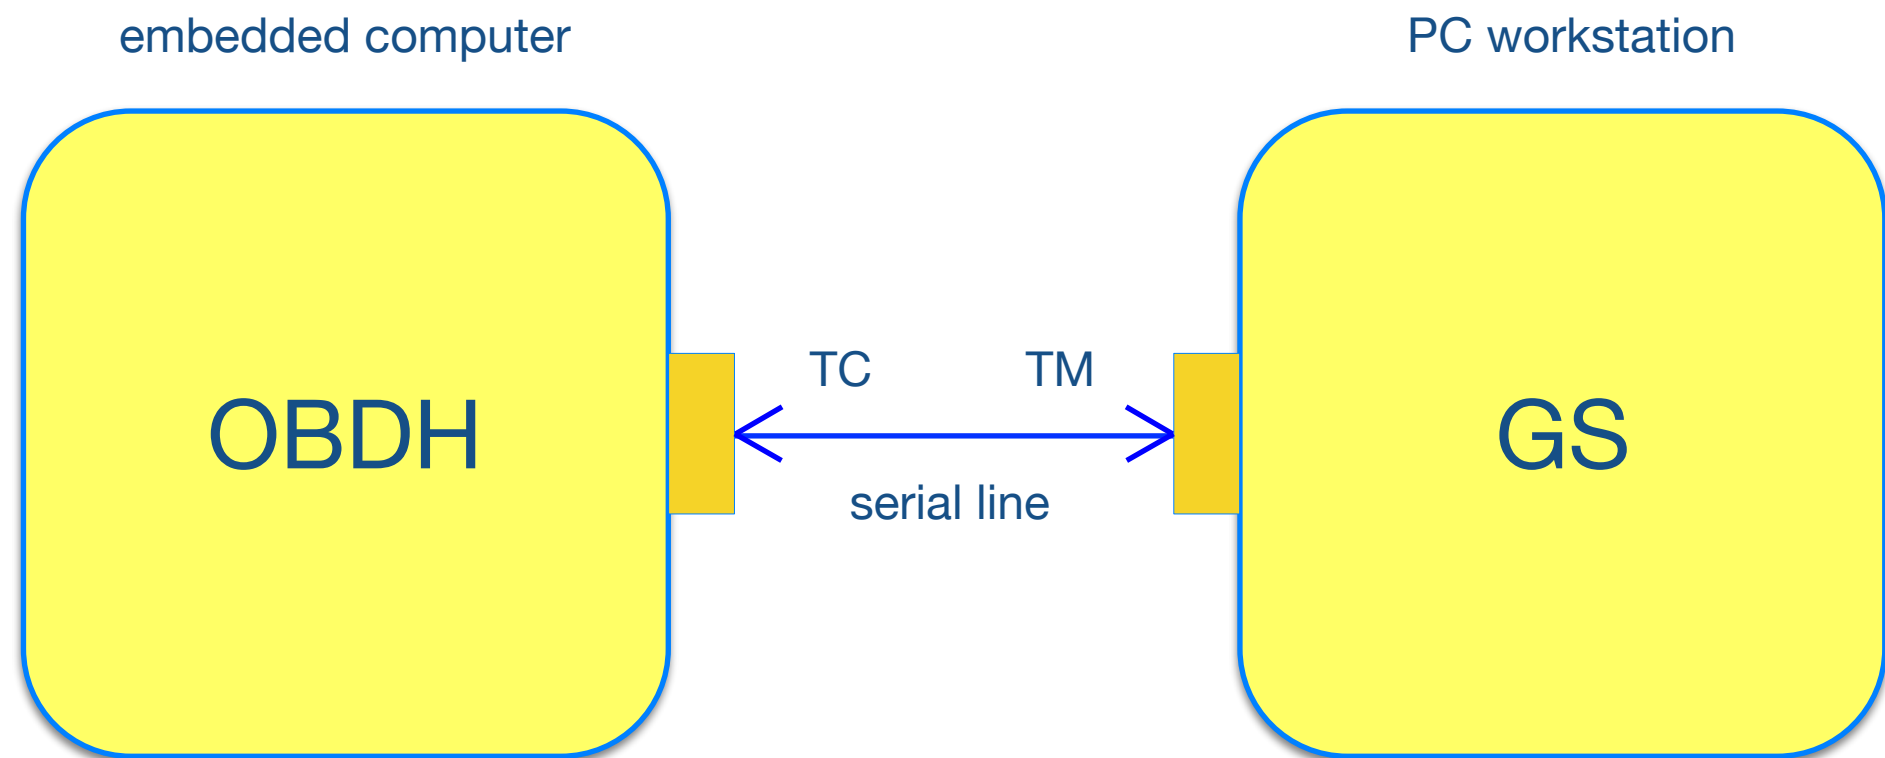 embedded computer
PC workstation
TC
TM
OBDH
GS
serial line